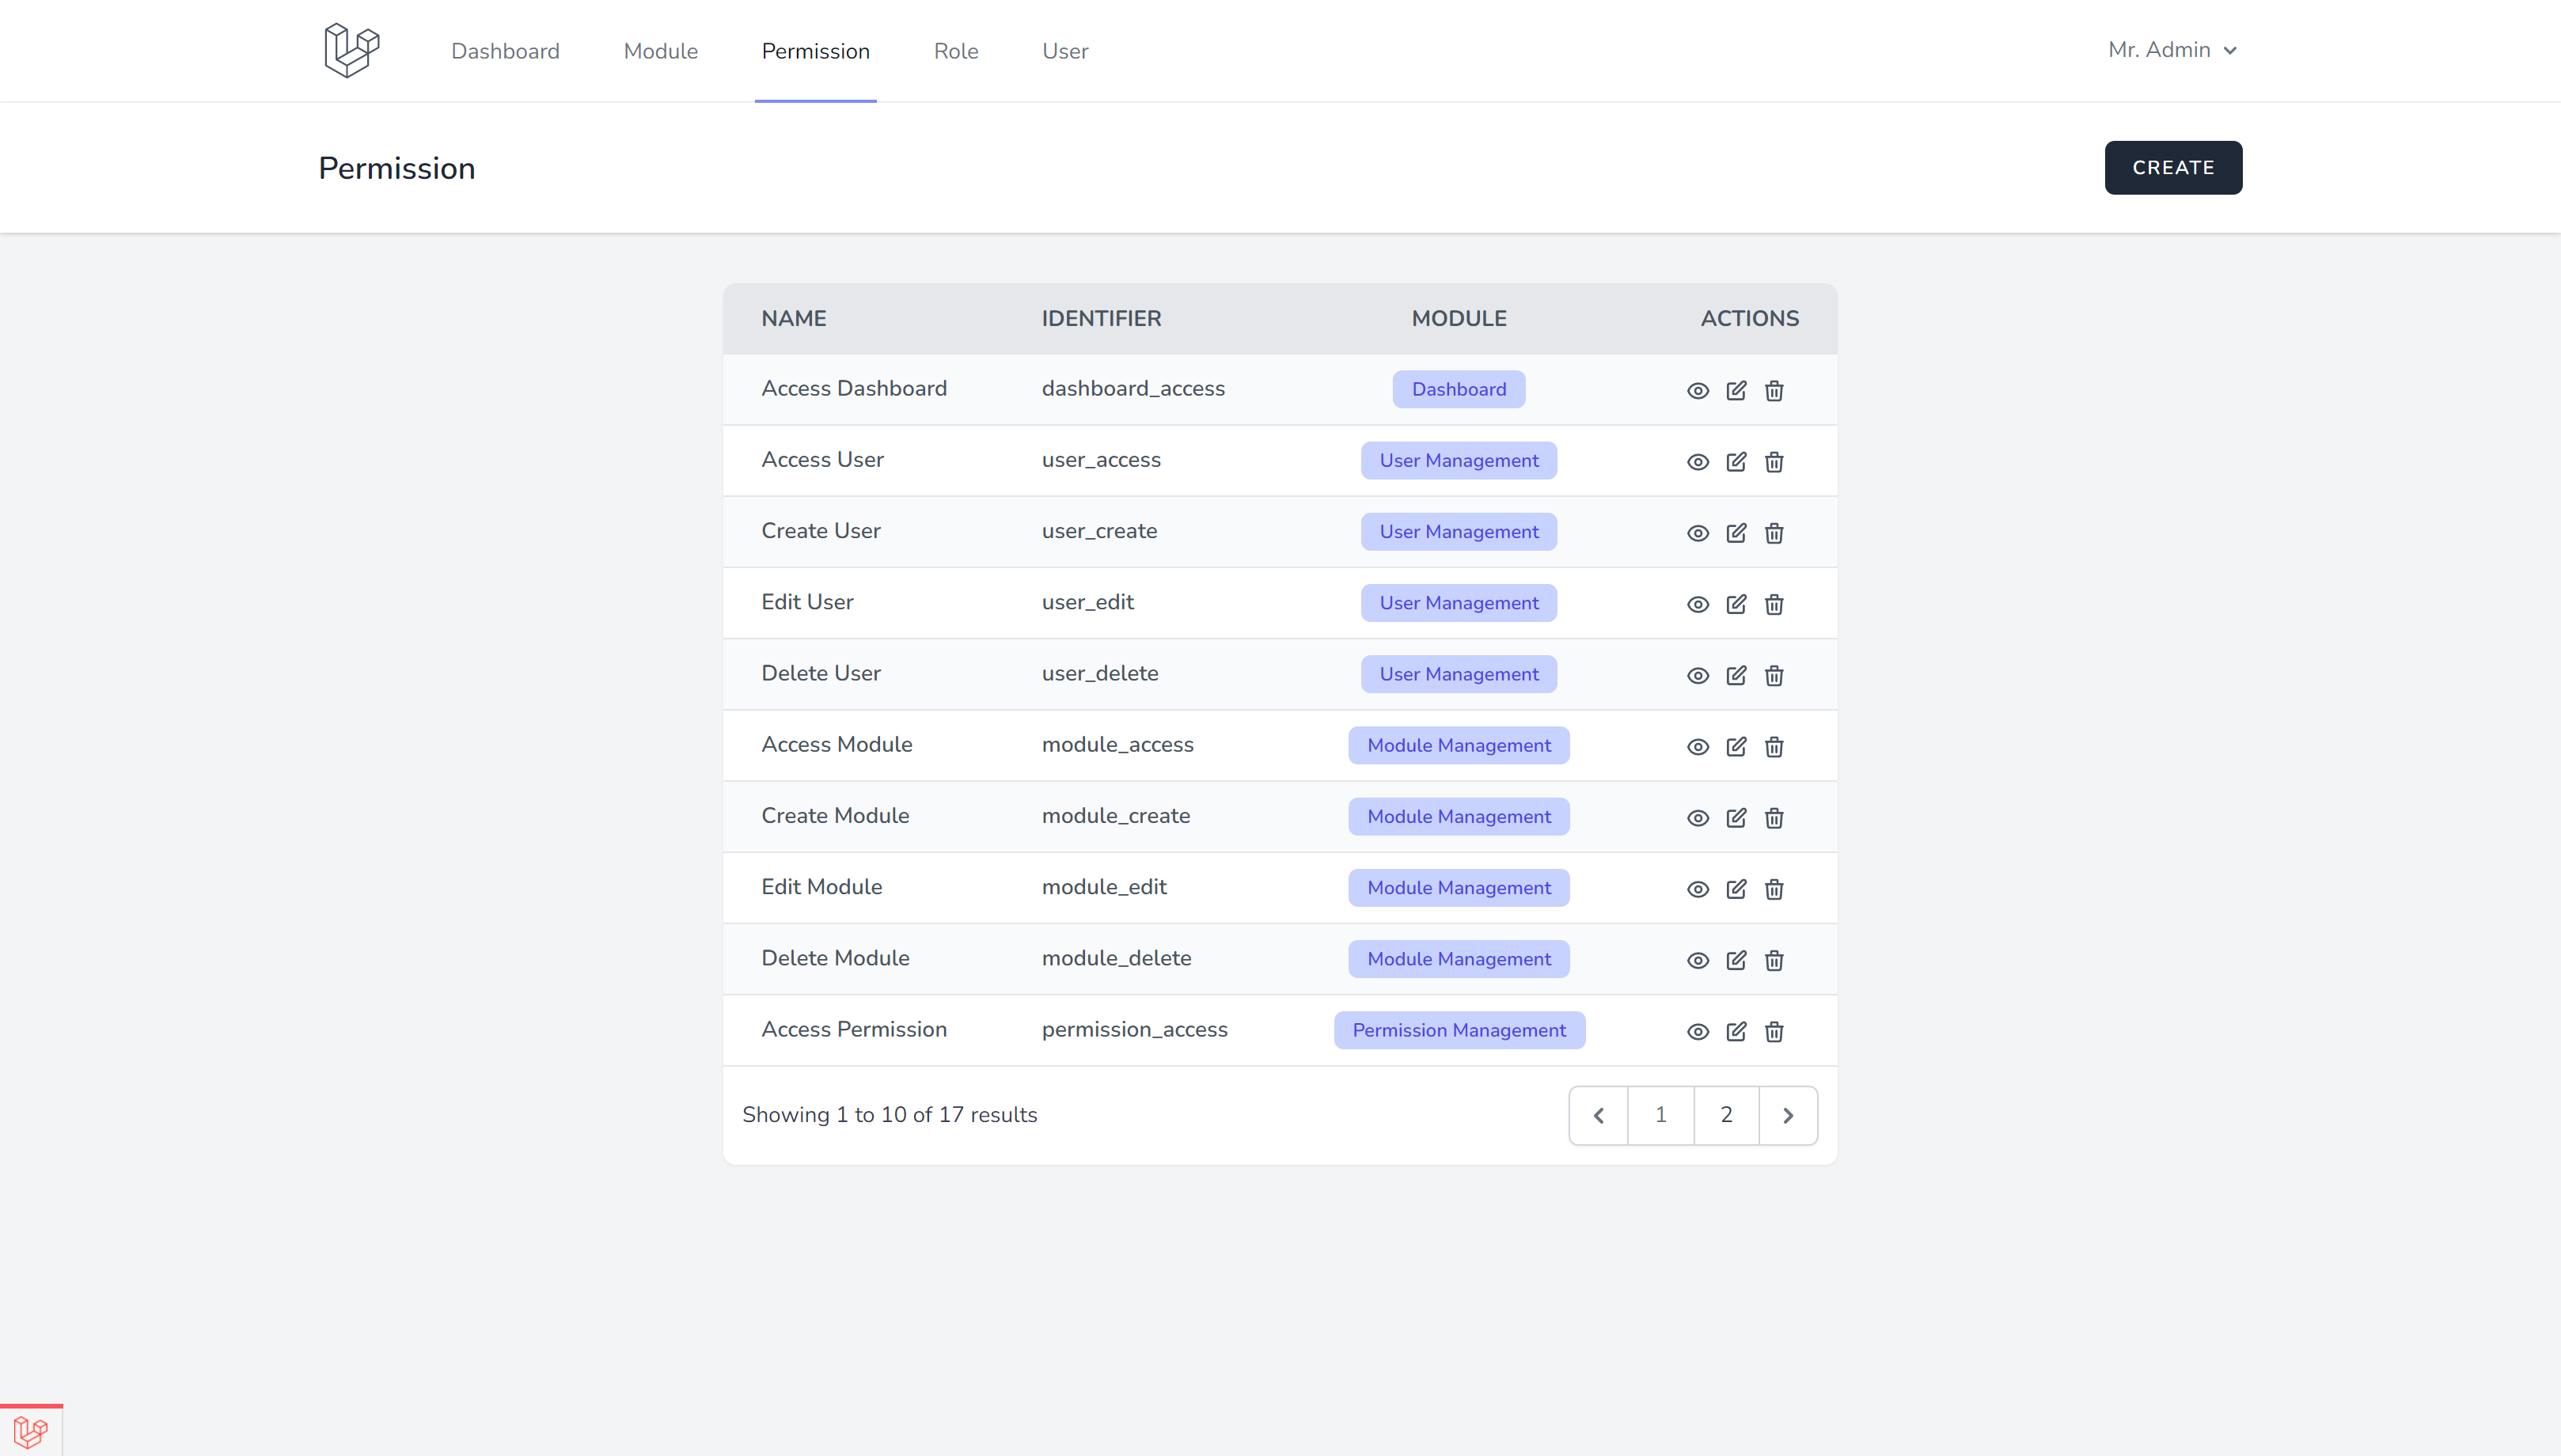 Dashboard Module Permission Role User Mr. Admin
Permission CREATE
NAME IDENTIFIER MODULE ACTIONS
Access Dashboard dashboard_access Dashboard
Access User user_access User Management
Create User user_create User Management
Edit User user_edit User Management
Delete User user_delete User Management
Access Module module_access Module Management
Create Module module_create Module Management
Edit Module module_edit Module Management
Delete Module module_delete Module Management
Access Permission permission_access Permission Management
Showing 1 to 10 of 17 results 1 2